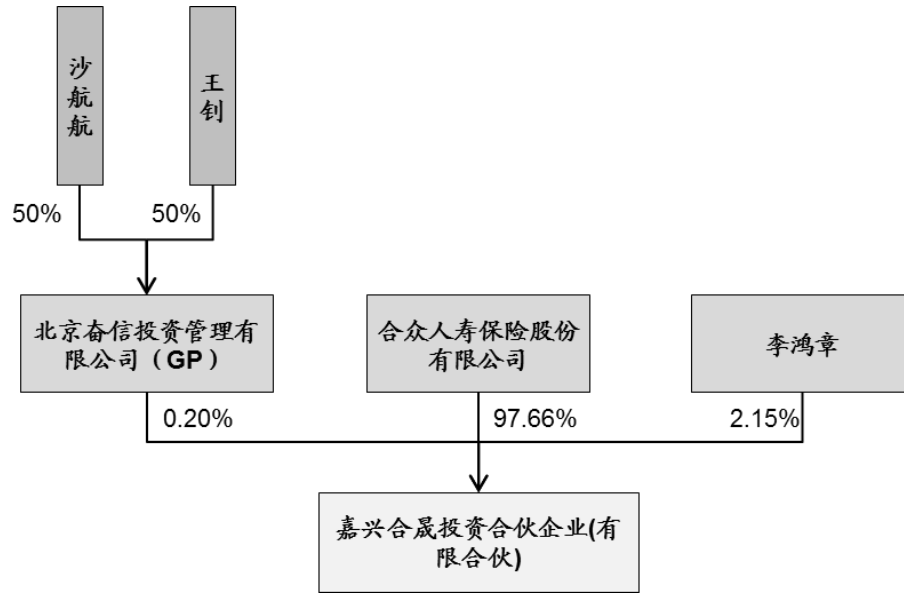 沙航航
王钊
50%
50%
北京奋信投资管理有
限公司（GP）
合众人寿保险股份
有限公司
李鸿章
0.20%
97.66%
2.15%
嘉兴合晟投资合伙企业(有
限合伙)